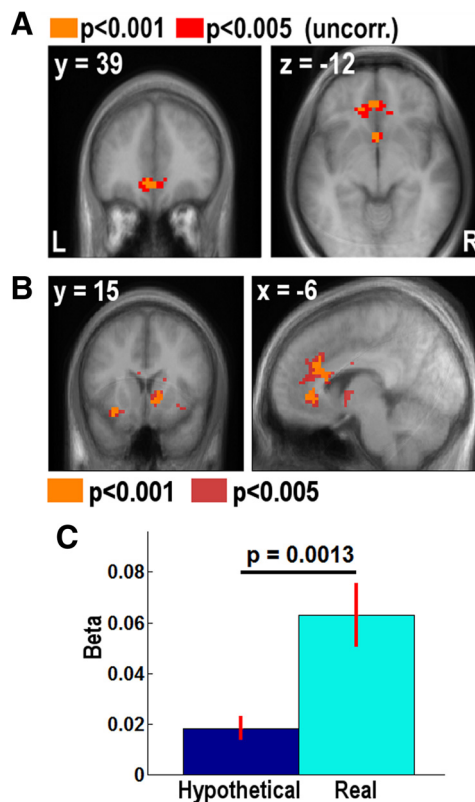 A
p<0.001 p<0.005 (uncorr.)
y = 39 z = -12
L R
B
y = 15 x = -6
p<0.001 p<0.005
C
p = 0.0013
0.08
0.06
0.04
0.02
0
Beta
Hypothetical Real